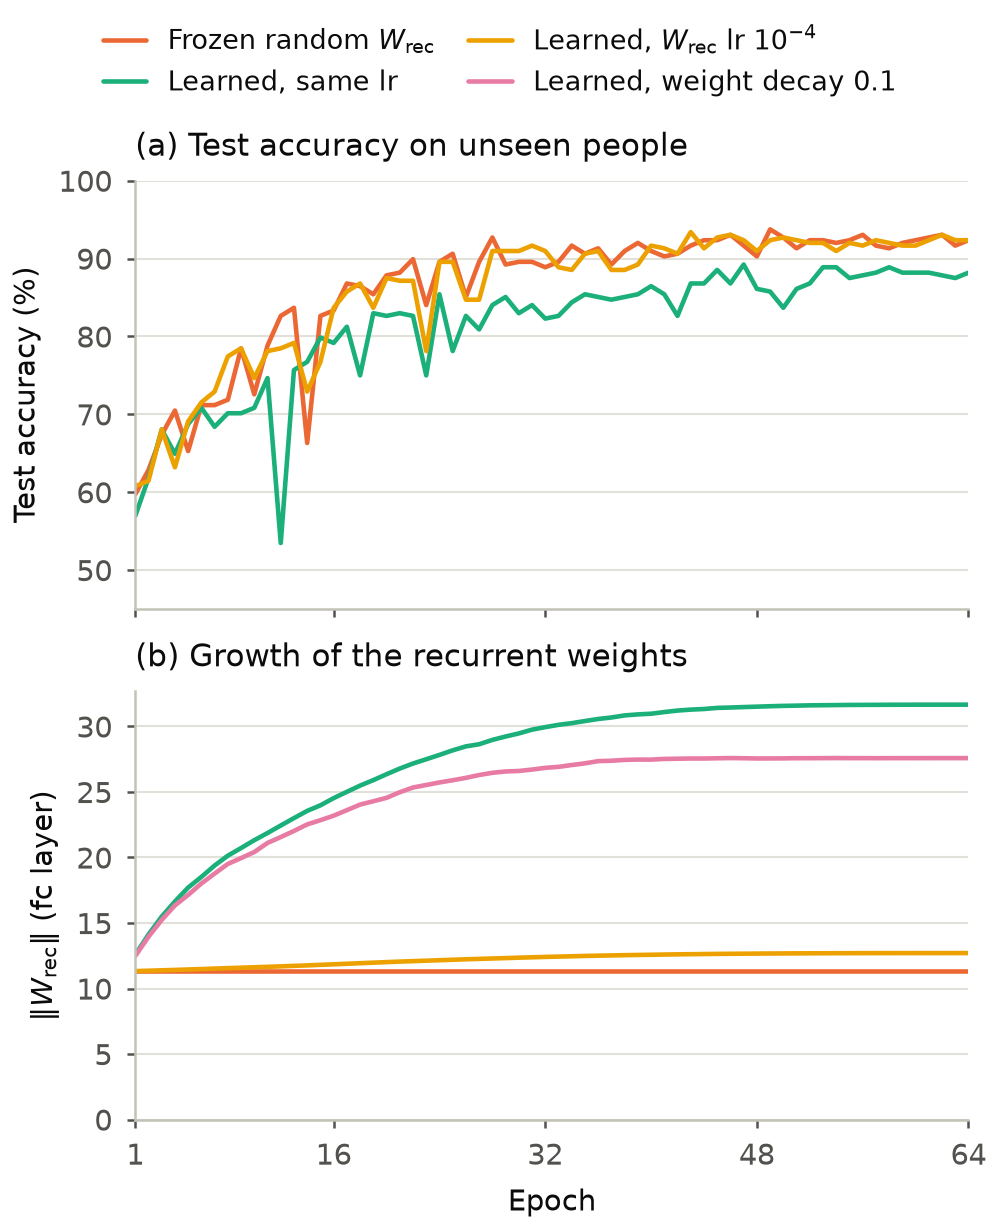 Frozen random W_rec
Learned, W_rec lr 10⁻⁴
Learned, same lr
Learned, weight decay 0.1
(a) Test accuracy on unseen people
100
90
80
70
60
50
Test accuracy (%)
(b) Growth of the recurrent weights
30
25
20
15
10
5
0
‖W_rec‖ (fc layer)
1 16 32 48 64
Epoch